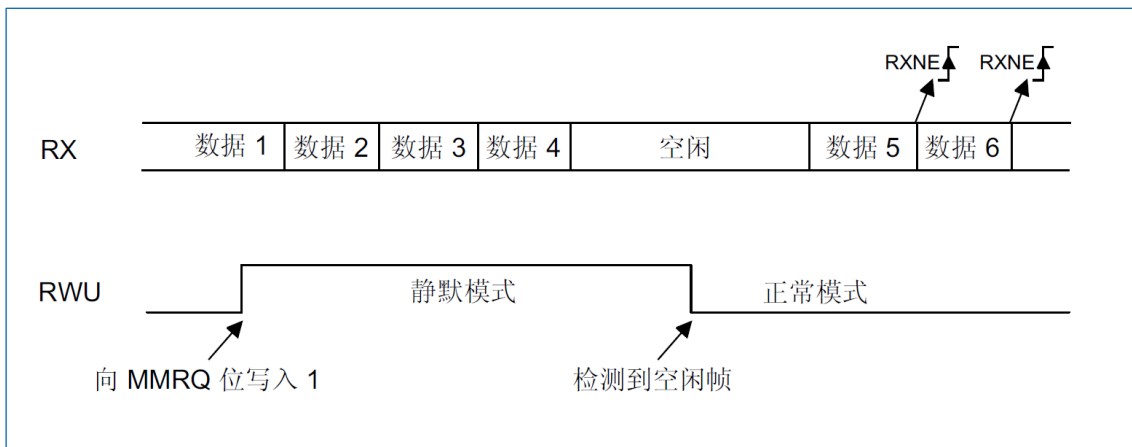 RXNE RXNE
RX 数据 1 数据 2 数据 3 数据 4 空闲 数据 5 数据 6
RWU 静默模式 正常模式
向 MMRQ 位写入 1 检测到空闲帧